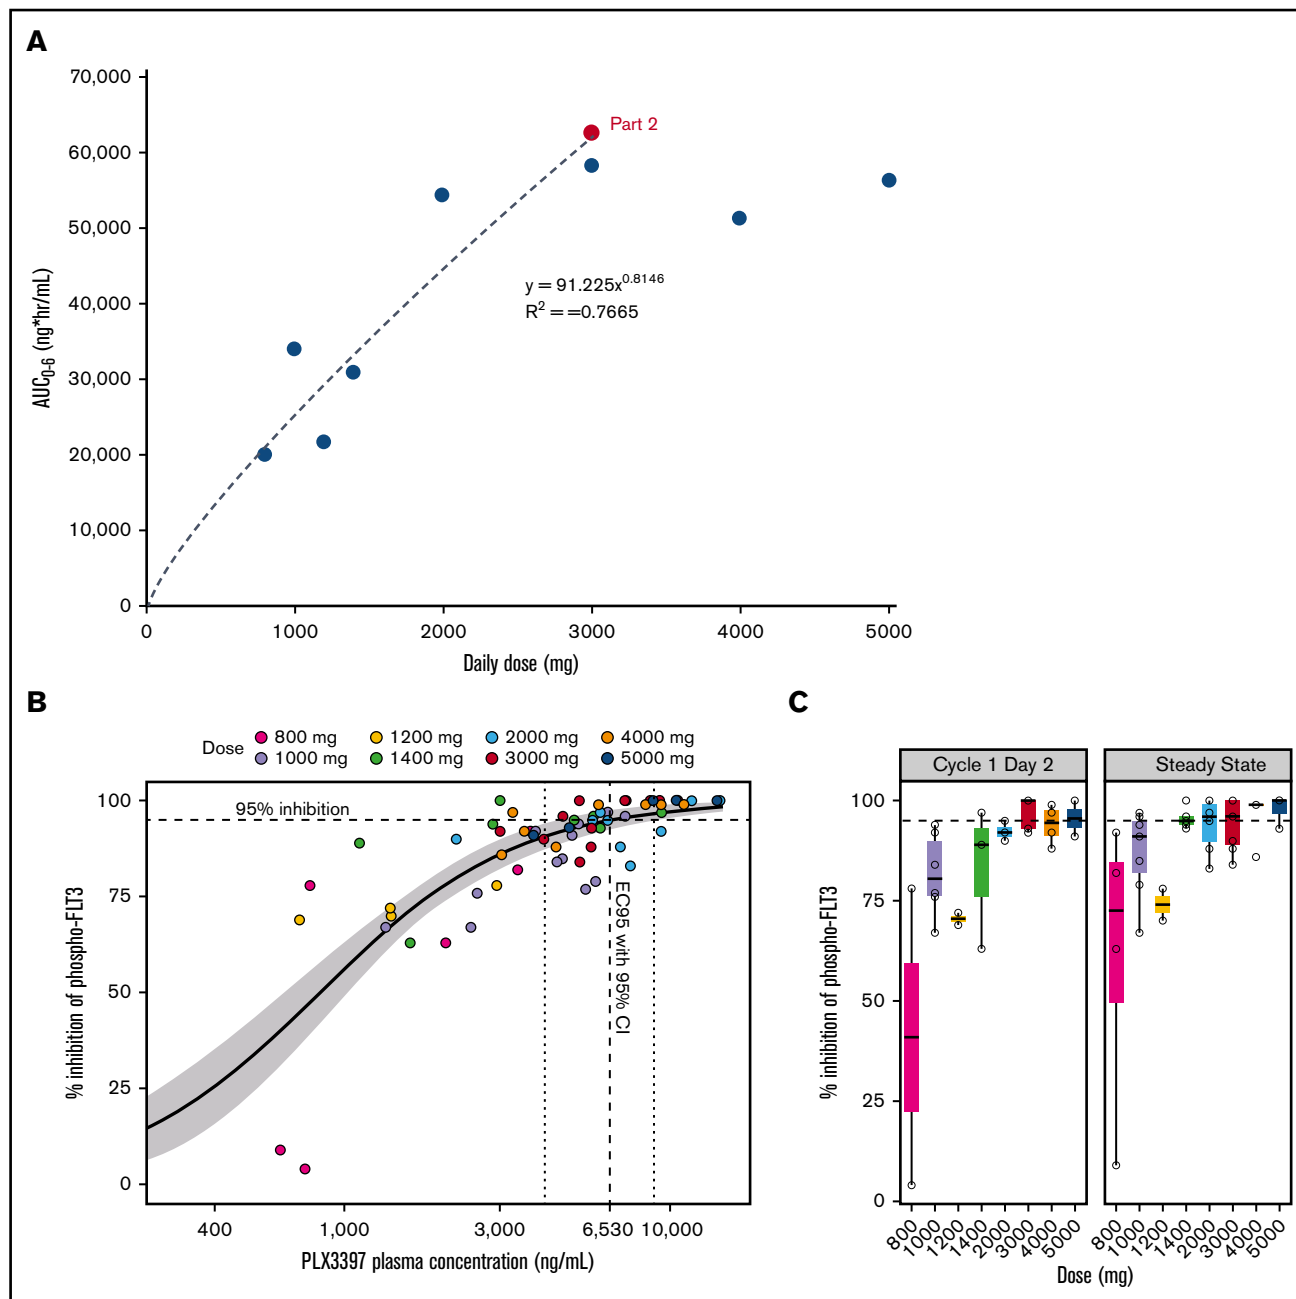 A
70,000
60,000
50,000
40,000
30,000
20,000
10,000
0
AUC0-6 (ng*hr/mL)
Part 2
y = 91.225x^0.8146
R^2 = =0.7665
0 1000 2000 3000 4000 5000
Daily dose (mg)
B
Dose
800 mg 1200 mg 2000 mg 4000 mg
1000 mg 1400 mg 3000 mg 5000 mg
100
75
50
25
0
% inhibition of phospho-FLT3
95% inhibition
EC95 with 95% CI
400 1,000 3,000 6,530 10,000
PLX3397 plasma concentration (ng/mL)
C
Cycle 1 Day 2 Steady State
100
75
50
25
0
% inhibition of phospho-FLT3
800 1000 1200 1400 2000 3000 4000 5000 800 1000 1200 1400 2000 3000 4000 5000
Dose (mg)